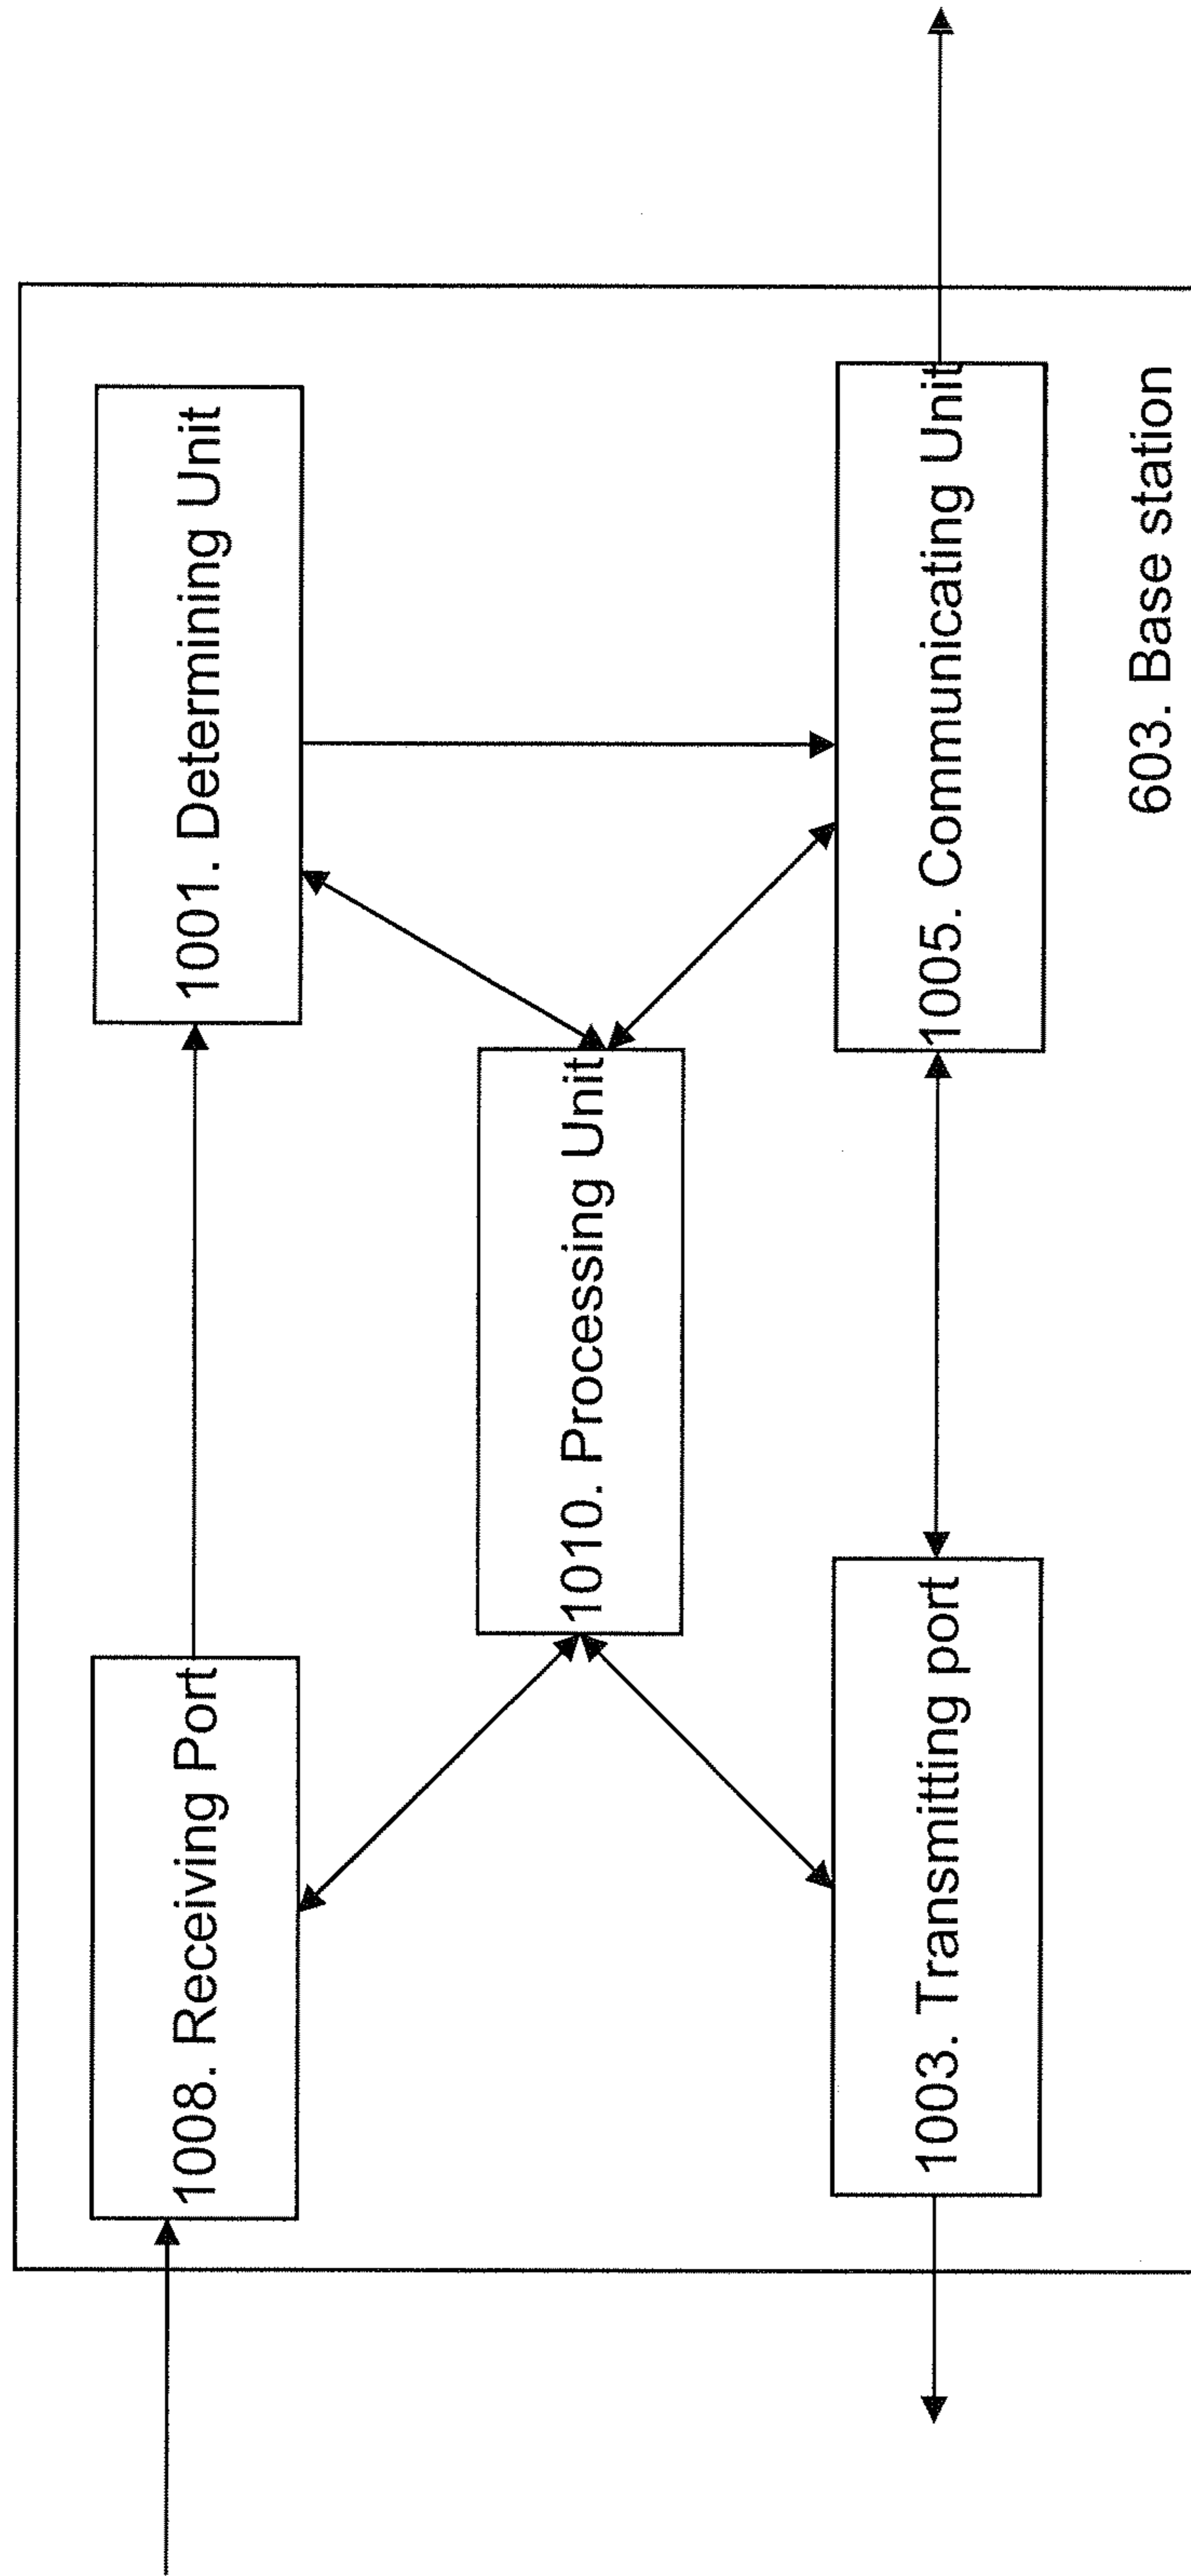 1008. Receiving Port
1001. Determining Unit
1010. Processing Unit
1003. Transmitting port
1005. Communicating Unit
603. Base station